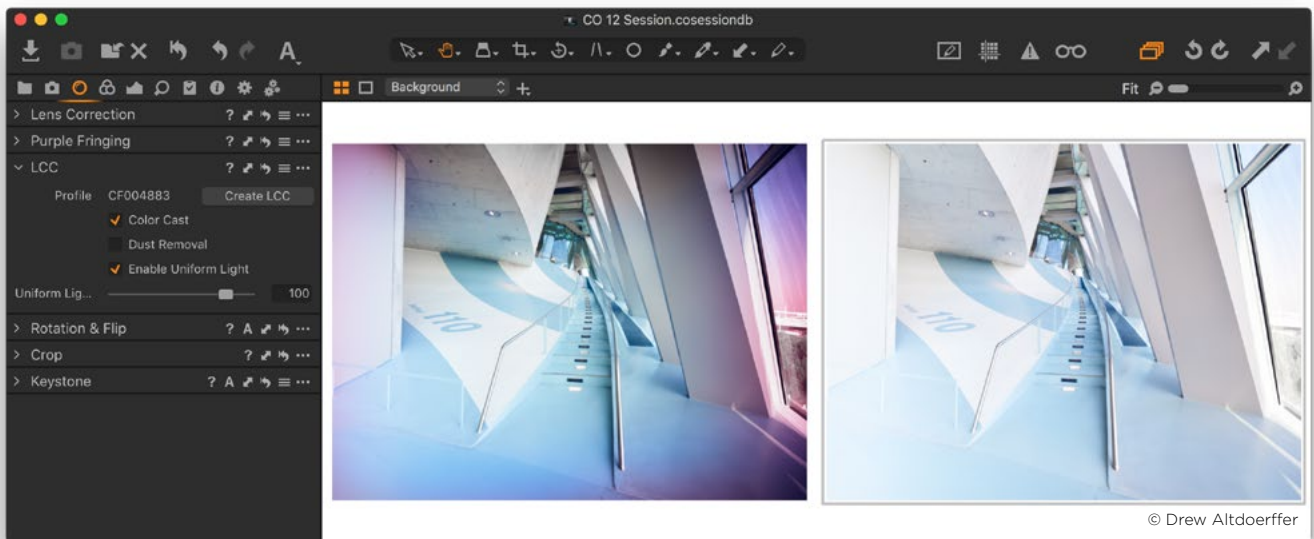 CO 12 Session.cosessiondb
A
Background
Fit
Lens Correction ?
Purple Fringing ?
LCC ?
Profile CF004883 Create LCC
Color Cast
Dust Removal
Enable Uniform Light
Uniform Lig... 100
Rotation & Flip ? A
Crop ?
Keystone ? A
110
110
© Drew Altdoerffer